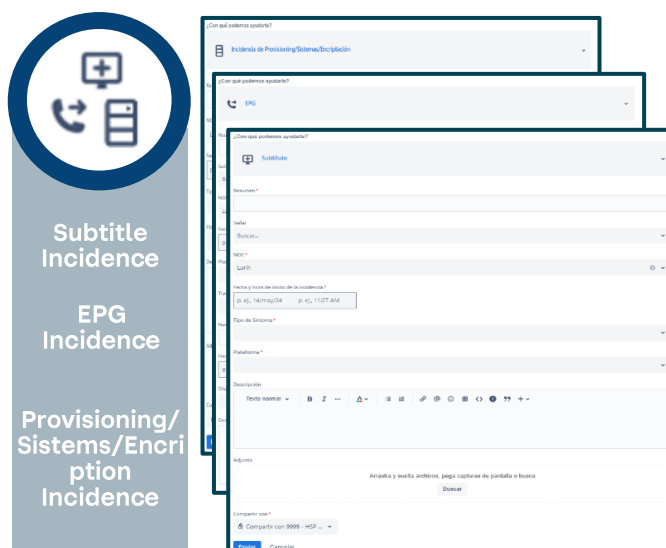 Subtitle
Incidence
EPG
Incidence
Provisioning/
Sistems/Encri
ption
Incidence
¿Con qué podemos ayudarte?
Incidencia de Provisioning/Sistemas/Encriptación
¿Con qué podemos ayudarte?
EPG
¿Con qué podemos ayudarte?
Subtítulo
Resumen*
Señal
Buscar...
NOC*
Lurín
Fecha y hora de inicio de la incidencia*
p. ej., 14/may/24 p. ej., 11:27 AM
Tipo de Síntoma*
Plataforma*
Descripción
Texto normal B I ... A
Adjunto
Arrastra y suelta archivos, pega capturas de pantalla o busca
Buscar
Compartir con*
Compartir con 9999 - HSP ...
Enviar Cancelar